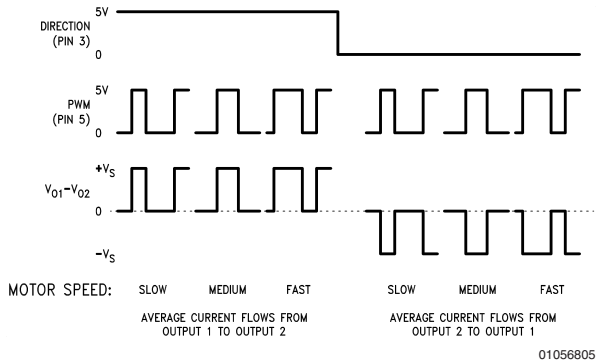 DIRECTION
(PIN 3)
5V
0
PWM
(PIN 5)
5V
0
VO1–VO2
+VS
0
–VS
MOTOR SPEED: SLOW MEDIUM FAST SLOW MEDIUM FAST
AVERAGE CURRENT FLOWS FROM
OUTPUT 1 TO OUTPUT 2
AVERAGE CURRENT FLOWS FROM
OUTPUT 2 TO OUTPUT 1
01056805